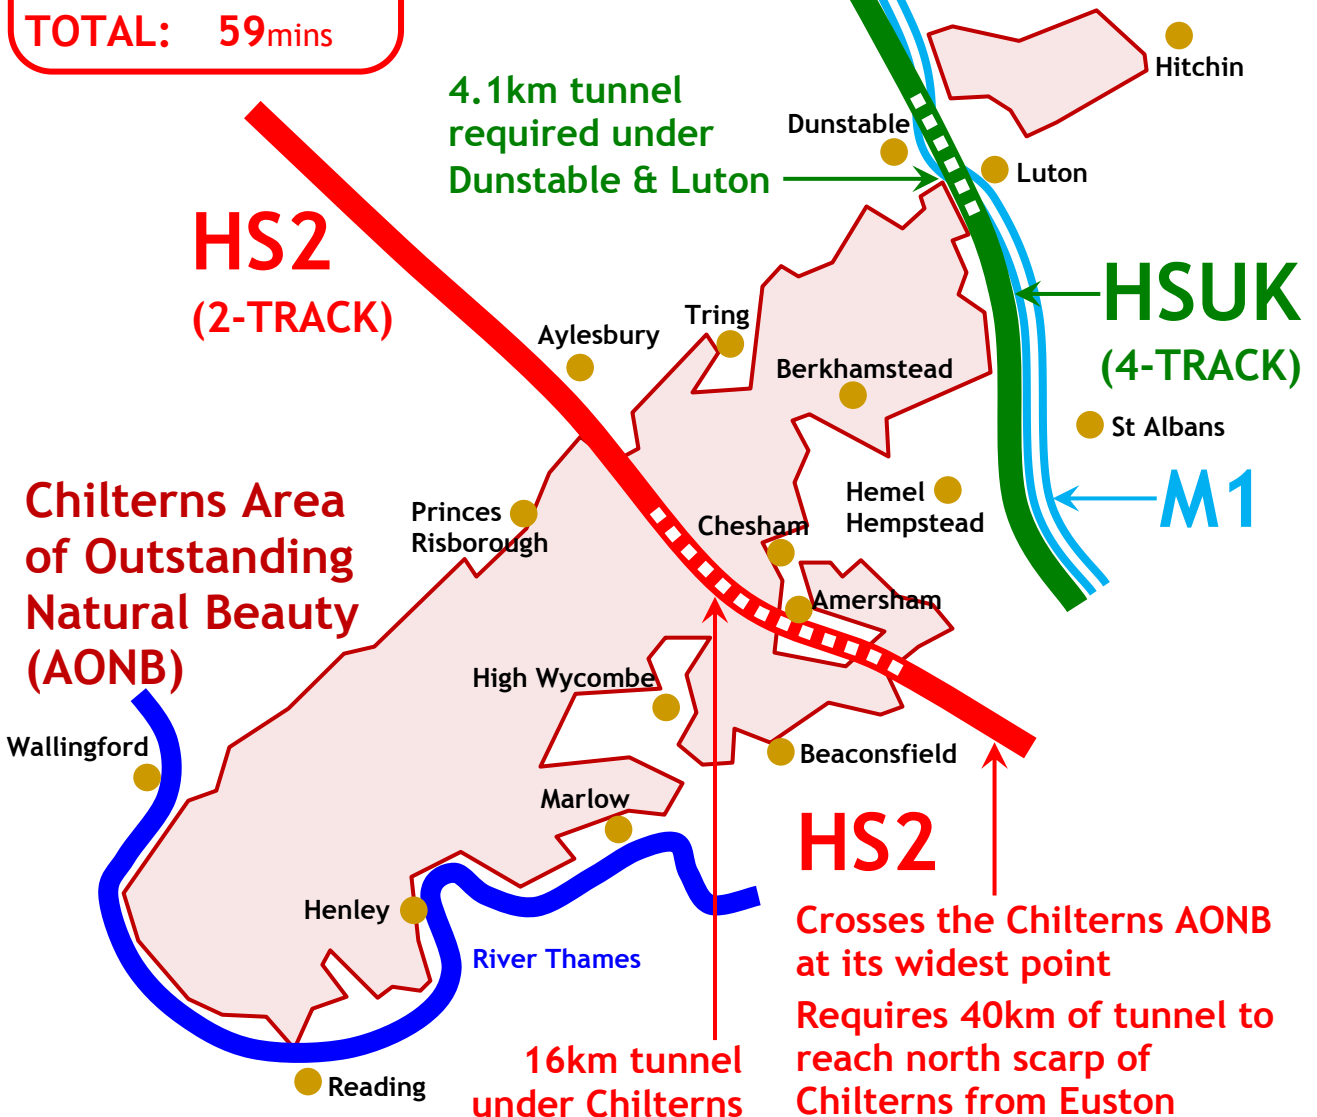 TOTAL: 59mins
Hitchin
4.1km tunnel
required under
Dunstable & Luton
Dunstable
Luton
HS2
(2-TRACK)
HSUK
(4-TRACK)
Aylesbury
Tring
Berkhamstead
St Albans
M1
Chilterns Area
of Outstanding
Natural Beauty
(AONB)
Princes
Risborough
Hemel
Hempstead
Chesham
Amersham
High Wycombe
Wallingford
Beaconsfield
Marlow
HS2
Henley
River Thames
Crosses the Chilterns AONB
at its widest point
Requires 40km of tunnel to
reach north scarp of
Chilterns from Euston
16km tunnel
under Chilterns
Reading